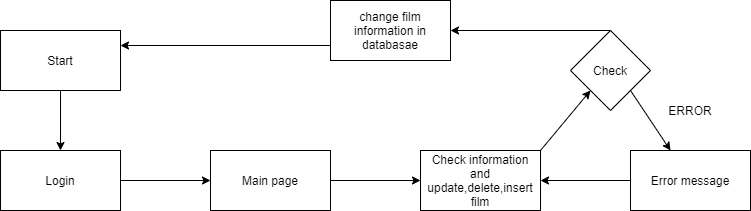 change film
information in
databasae
Start
Check
ERROR
Login
Main page
Check information
and
update,delete,insert
film
Error message